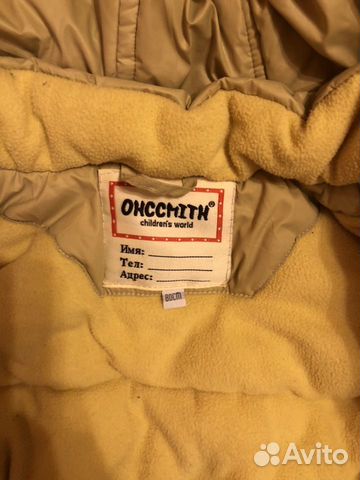 OHCCMITH®
children's world
Имя:
Тел:
Адрес:
80CM
Avito